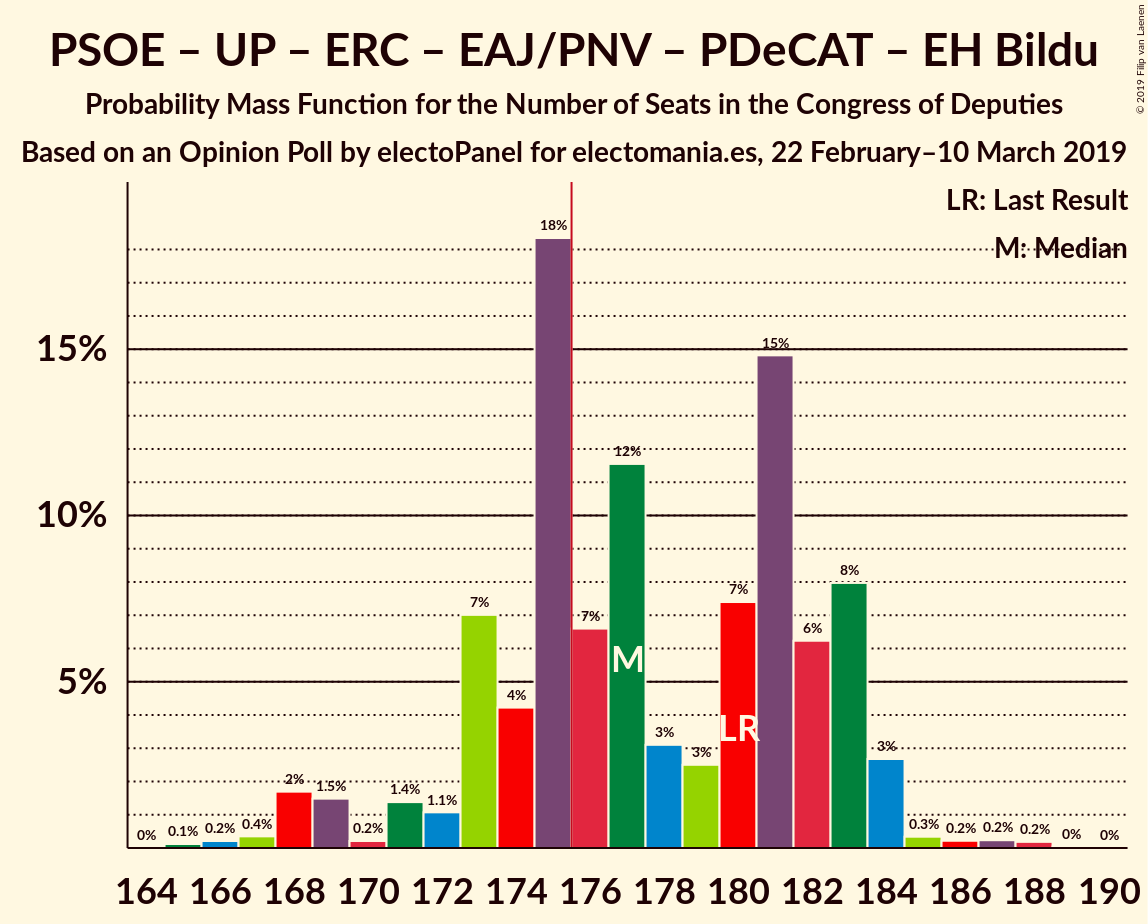 PSOE – UP – ERC – EAJ/PNV – PDeCAT – EH Bildu
Probability Mass Function for the Number of Seats in the Congress of Deputies
Based on an Opinion Poll by electoPanel for electomania.es, 22 February–10 March 2019
© 2019 Filip van Laenen
LR: Last Result
M: Median
15%
10%
5%
0% 0.1% 0.2% 0.4% 2% 1.5% 0.2% 1.4% 1.1% 7% 4% 18% 7% 12% 3% 3% 7% 15% 6% 8% 3% 0.3% 0.2% 0.2% 0.2% 0% 0%
M
LR
164 166 168 170 172 174 176 178 180 182 184 186 188 190